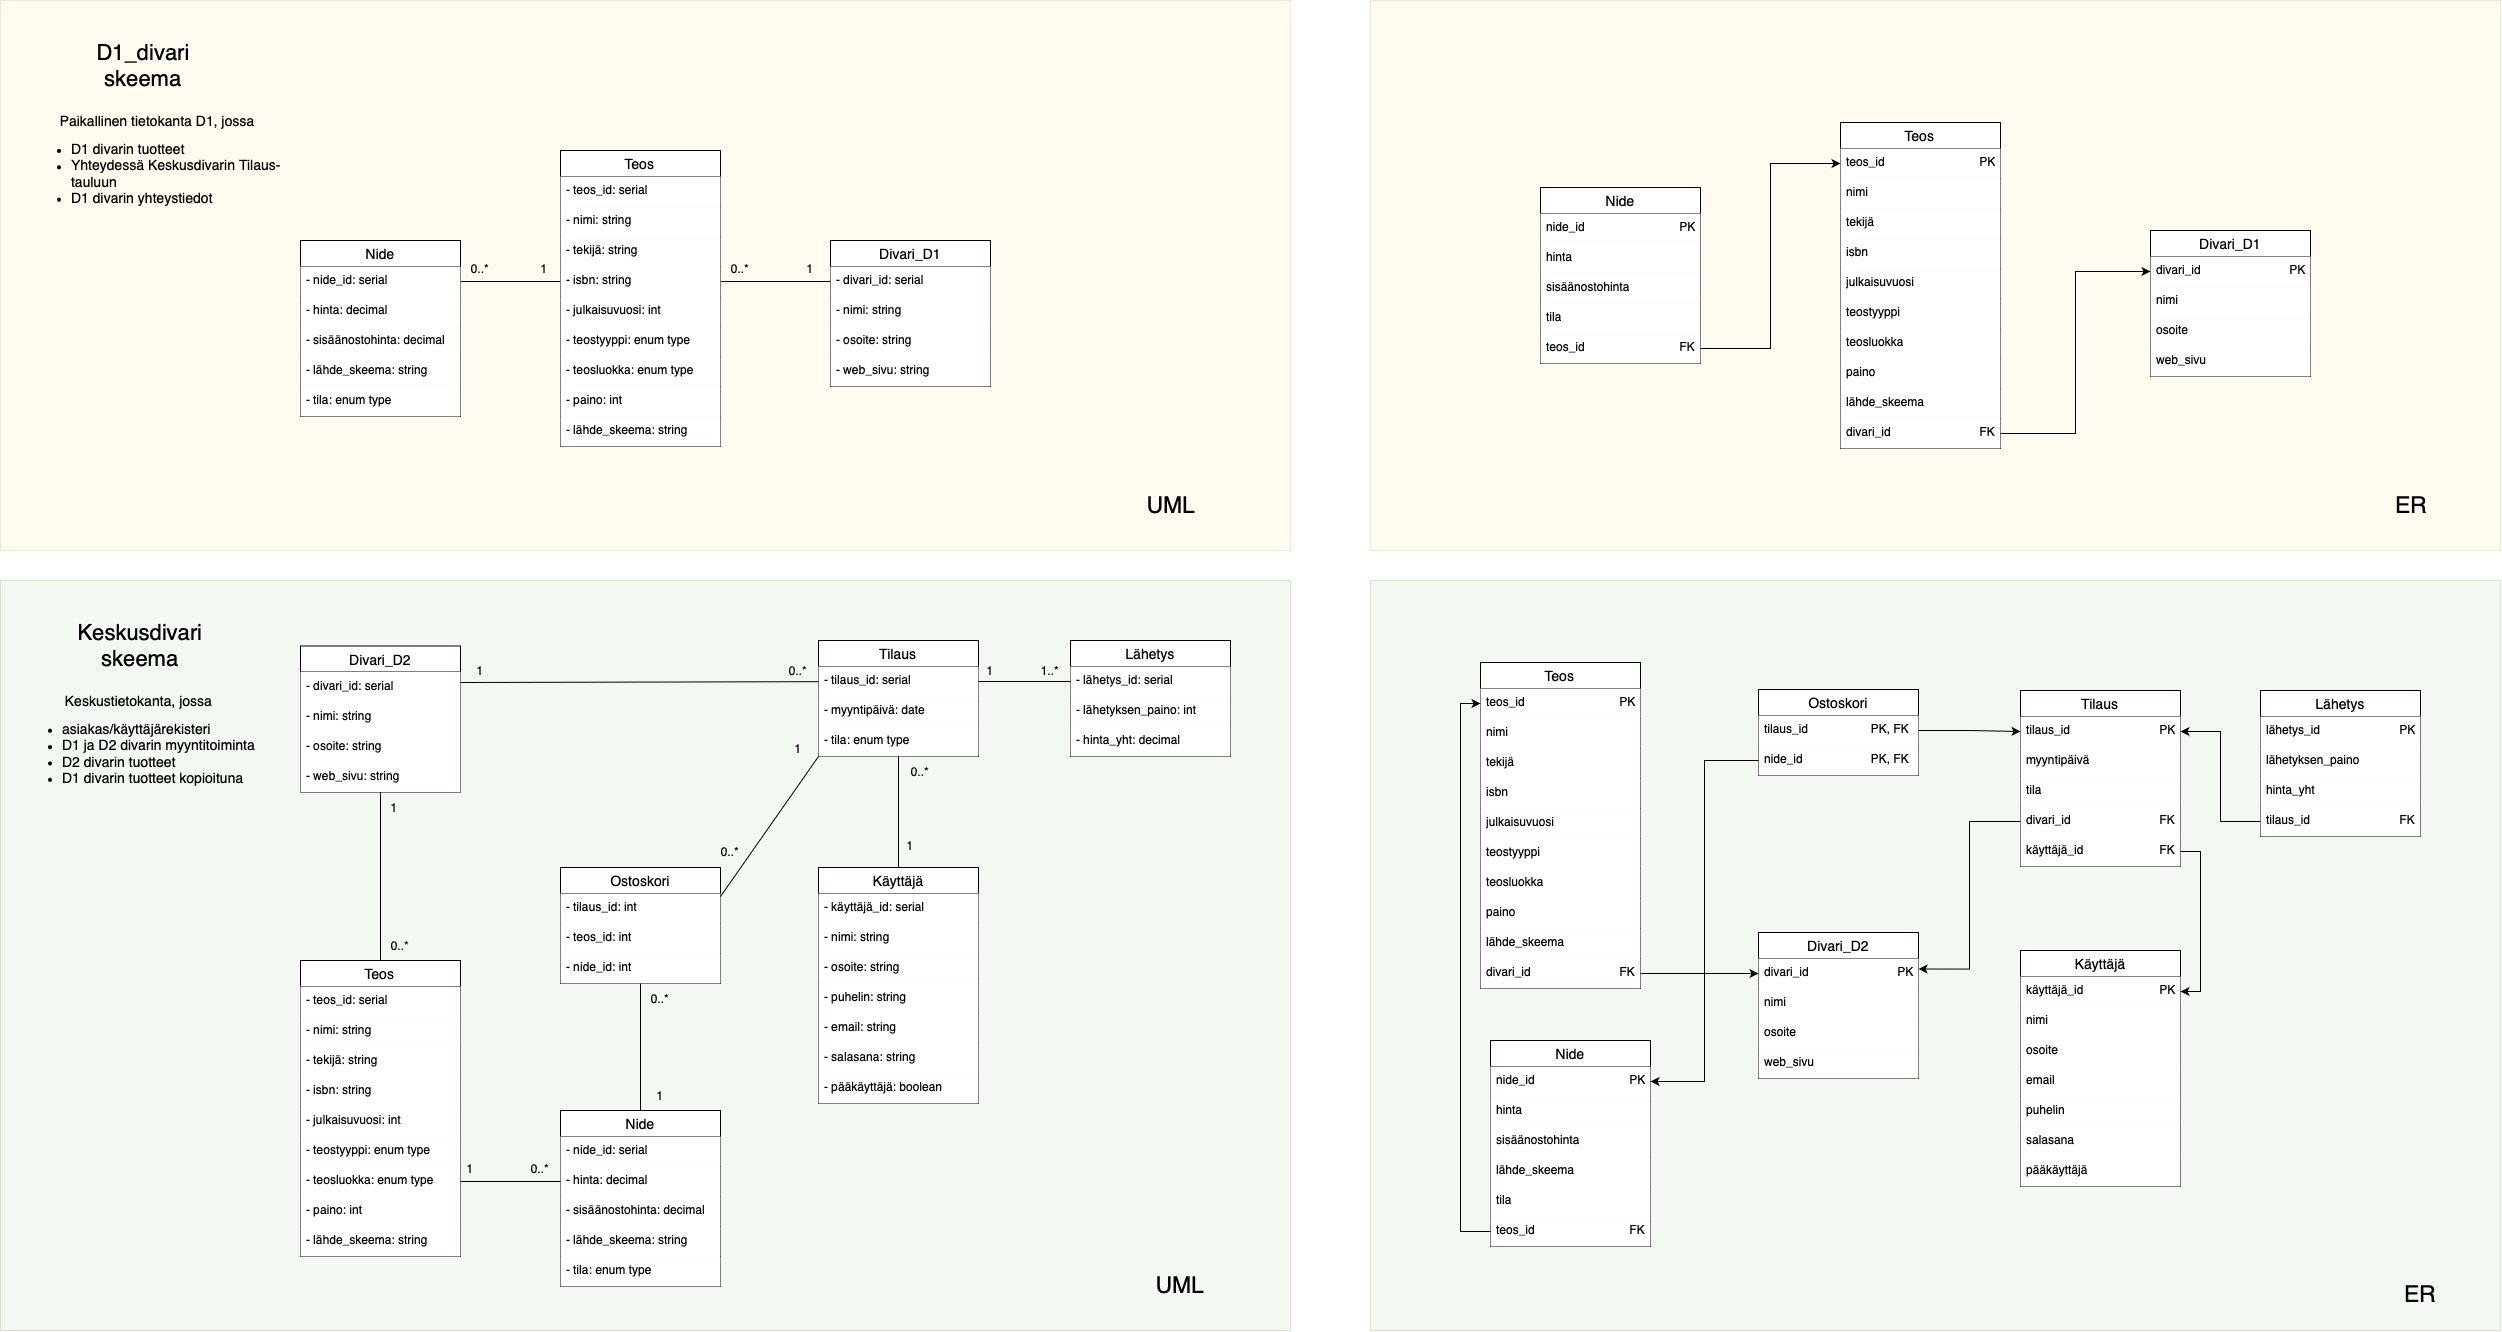 D1_divari
skeema
Paikallinen tietokanta D1, jossa
• D1 divarin tuotteet
• Yhteydessä Keskusdivarin Tilaus-
tauluun
• D1 divarin yhteystiedot
Nide
- nide_id: serial
- hinta: decimal
- sisäänostohinta: decimal
- lähde_skeema: string
- tila: enum type
0..*
1
Teos
- teos_id: serial
- nimi: string
- tekijä: string
- isbn: string
- julkaisuvuosi: int
- teostyyppi: enum type
- teosluokka: enum type
- paino: int
- lähde_skeema: string
0..*
1
Divari_D1
- divari_id: serial
- nimi: string
- osoite: string
- web_sivu: string
UML
Nide
nide_id PK
hinta
sisäänostohinta
tila
teos_id FK
Teos
teos_id PK
nimi
tekijä
isbn
julkaisuvuosi
teostyyppi
teosluokka
paino
lähde_skeema
divari_id FK
Divari_D1
divari_id PK
nimi
osoite
web_sivu
ER
Keskusdivari
skeema
Keskustietokanta, jossa
• asiakas/käyttäjärekisteri
• D1 ja D2 divarin myyntitoiminta
• D2 divarin tuotteet
• D1 divarin tuotteet kopioituna
Divari_D2
- divari_id: serial
- nimi: string
- osoite: string
- web_sivu: string
1
0..*
Tilaus
- tilaus_id: serial
- myyntipäivä: date
- tila: enum type
1
1..*
Lähetys
- lähetys_id: serial
- lähetyksen_paino: int
- hinta_yht: decimal
1
0..*
1
0..*
0..*
1
Ostoskori
- tilaus_id: int
- teos_id: int
- nide_id: int
Käyttäjä
- käyttäjä_id: serial
- nimi: string
- osoite: string
- puhelin: string
- email: string
- salasana: string
- pääkäyttäjä: boolean
Teos
- teos_id: serial
- nimi: string
- tekijä: string
- isbn: string
- julkaisuvuosi: int
- teostyyppi: enum type
- teosluokka: enum type
- paino: int
- lähde_skeema: string
0..*
1
1
0..*
Nide
- nide_id: serial
- hinta: decimal
- sisäänostohinta: decimal
- lähde_skeema: string
- tila: enum type
UML
Teos
teos_id PK
nimi
tekijä
isbn
julkaisuvuosi
teostyyppi
teosluokka
paino
lähde_skeema
divari_id FK
Ostoskori
tilaus_id PK, FK
nide_id PK, FK
Tilaus
tilaus_id PK
myyntipäivä
tila
divari_id FK
käyttäjä_id FK
Lähetys
lähetys_id PK
lähetyksen_paino
hinta_yht
tilaus_id FK
Divari_D2
divari_id PK
nimi
osoite
web_sivu
Käyttäjä
käyttäjä_id PK
nimi
osoite
email
puhelin
salasana
pääkäyttäjä
Nide
nide_id PK
hinta
sisäänostohinta
lähde_skeema
tila
teos_id FK
ER